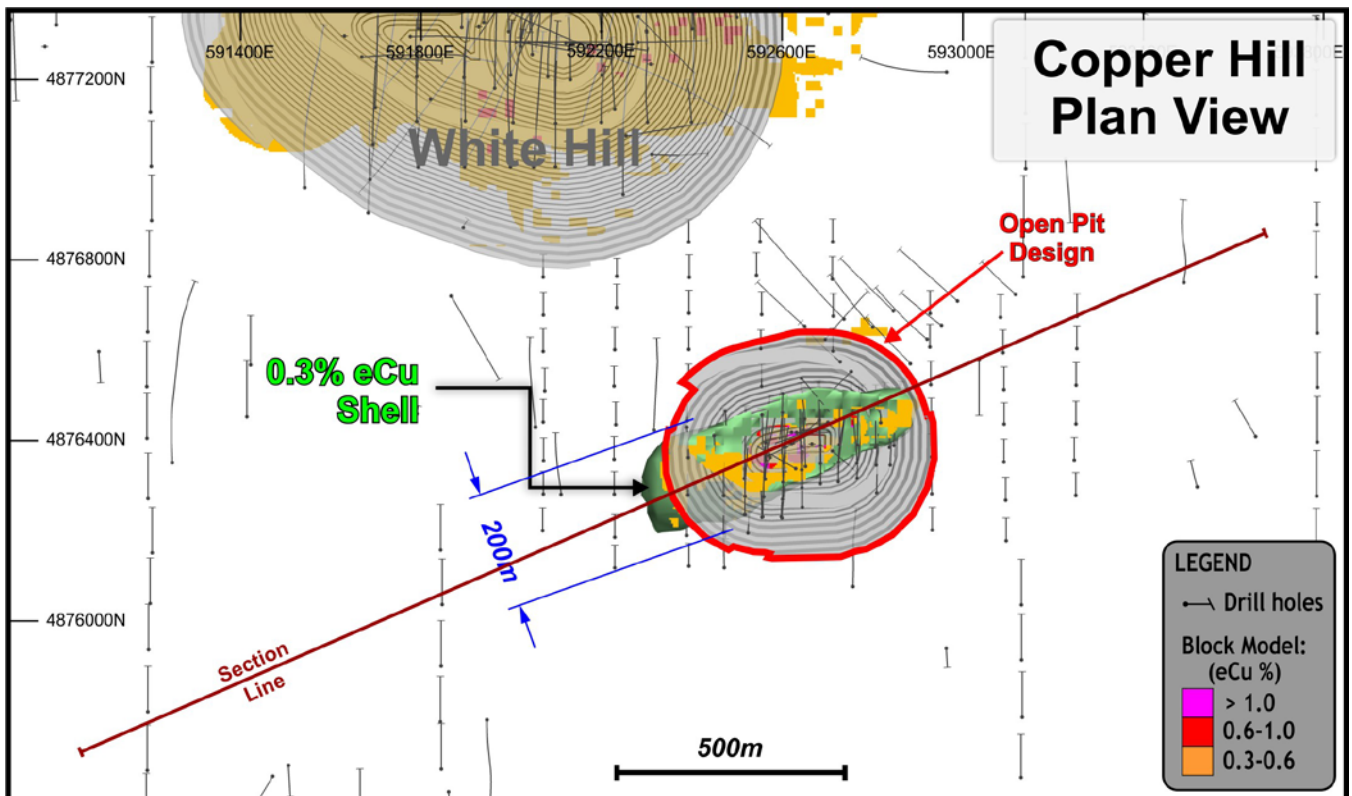 591400E
591800E
592200E
592600E
593000E
Copper Hill
Plan View
4877200N
White Hill
Open Pit
Design
4876800N
0.3% eCu
Shell
4876400N
200m
4876000N
Section
Line
500m
LEGEND
Drill holes
Block Model:
(eCu %)
> 1.0
0.6-1.0
0.3-0.6